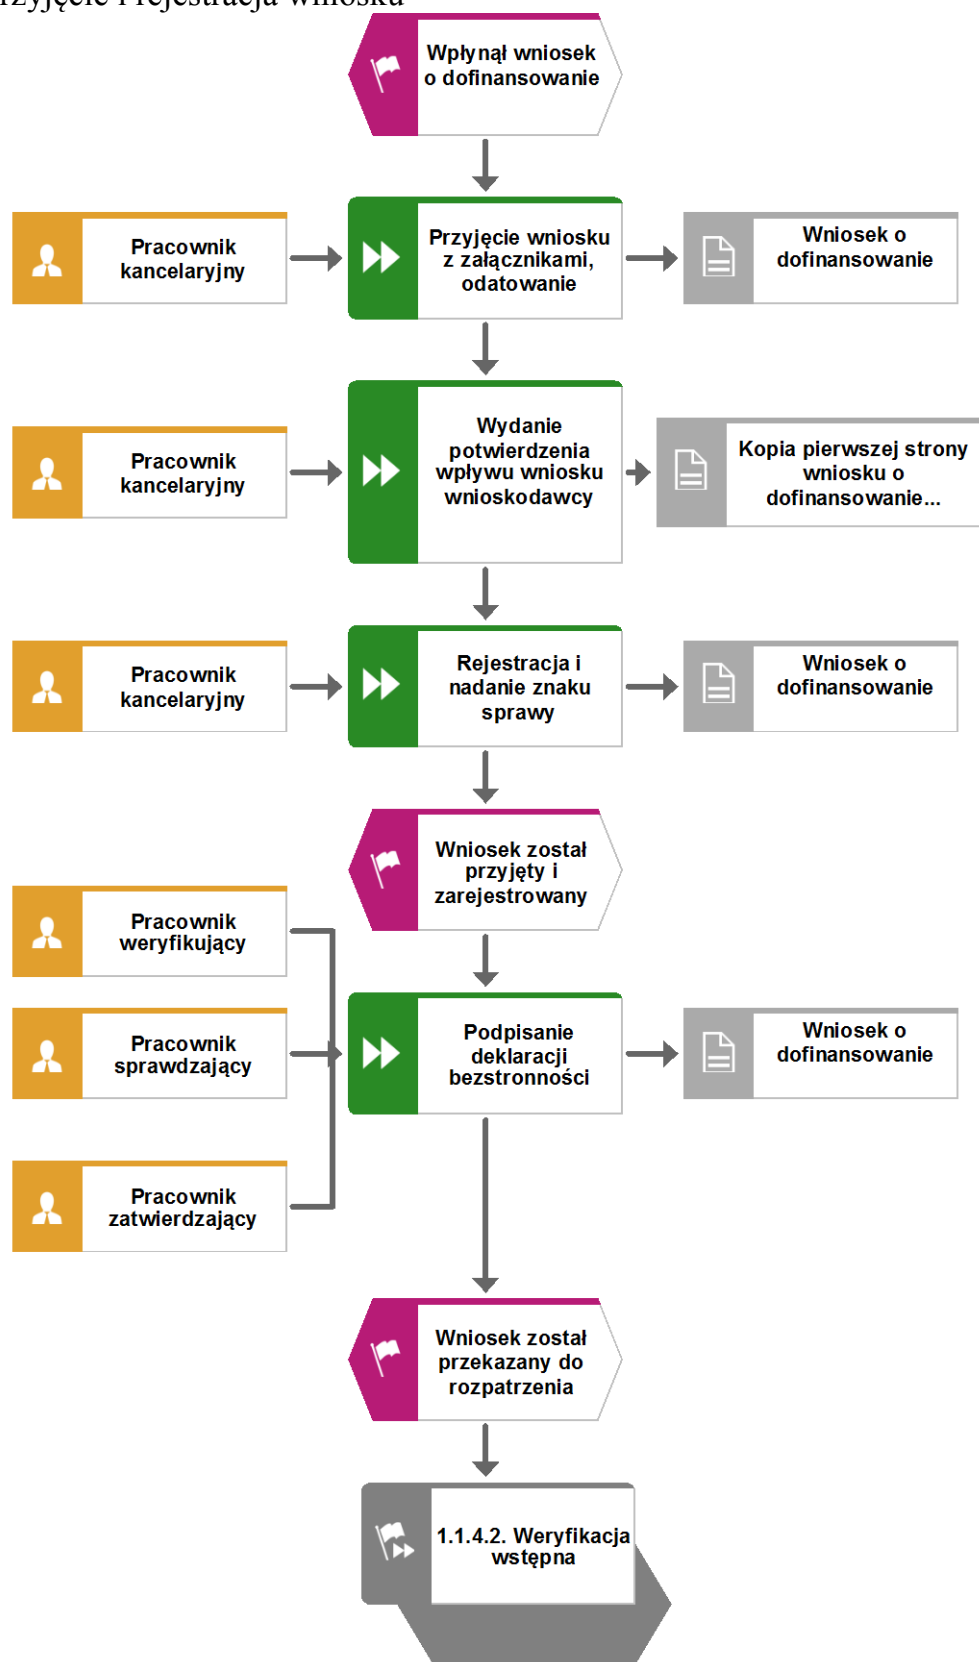 rzyjęcie i rejestracja wniosku
Wpłynął wniosek
o dofinansowanie
Pracownik
kancelaryjny
Przyjęcie wniosku
z załącznikami,
odatowanie
Wniosek o
dofinansowanie
Pracownik
kancelaryjny
Wydanie
potwierdzenia
wpływu wniosku
wnioskodawcy
Kopia pierwszej strony
wniosku o
dofinansowanie...
Pracownik
kancelaryjny
Rejestracja i
nadanie znaku
sprawy
Wniosek o
dofinansowanie
Wniosek został
przyjęty i
zarejestrowany
Pracownik
weryfikujący
Pracownik
sprawdzający
Podpisanie
deklaracji
bezstronności
Wniosek o
dofinansowanie
Pracownik
zatwierdzający
Wniosek został
przekazany do
rozpatrzenia
1.1.4.2. Weryfikacja
wstępna